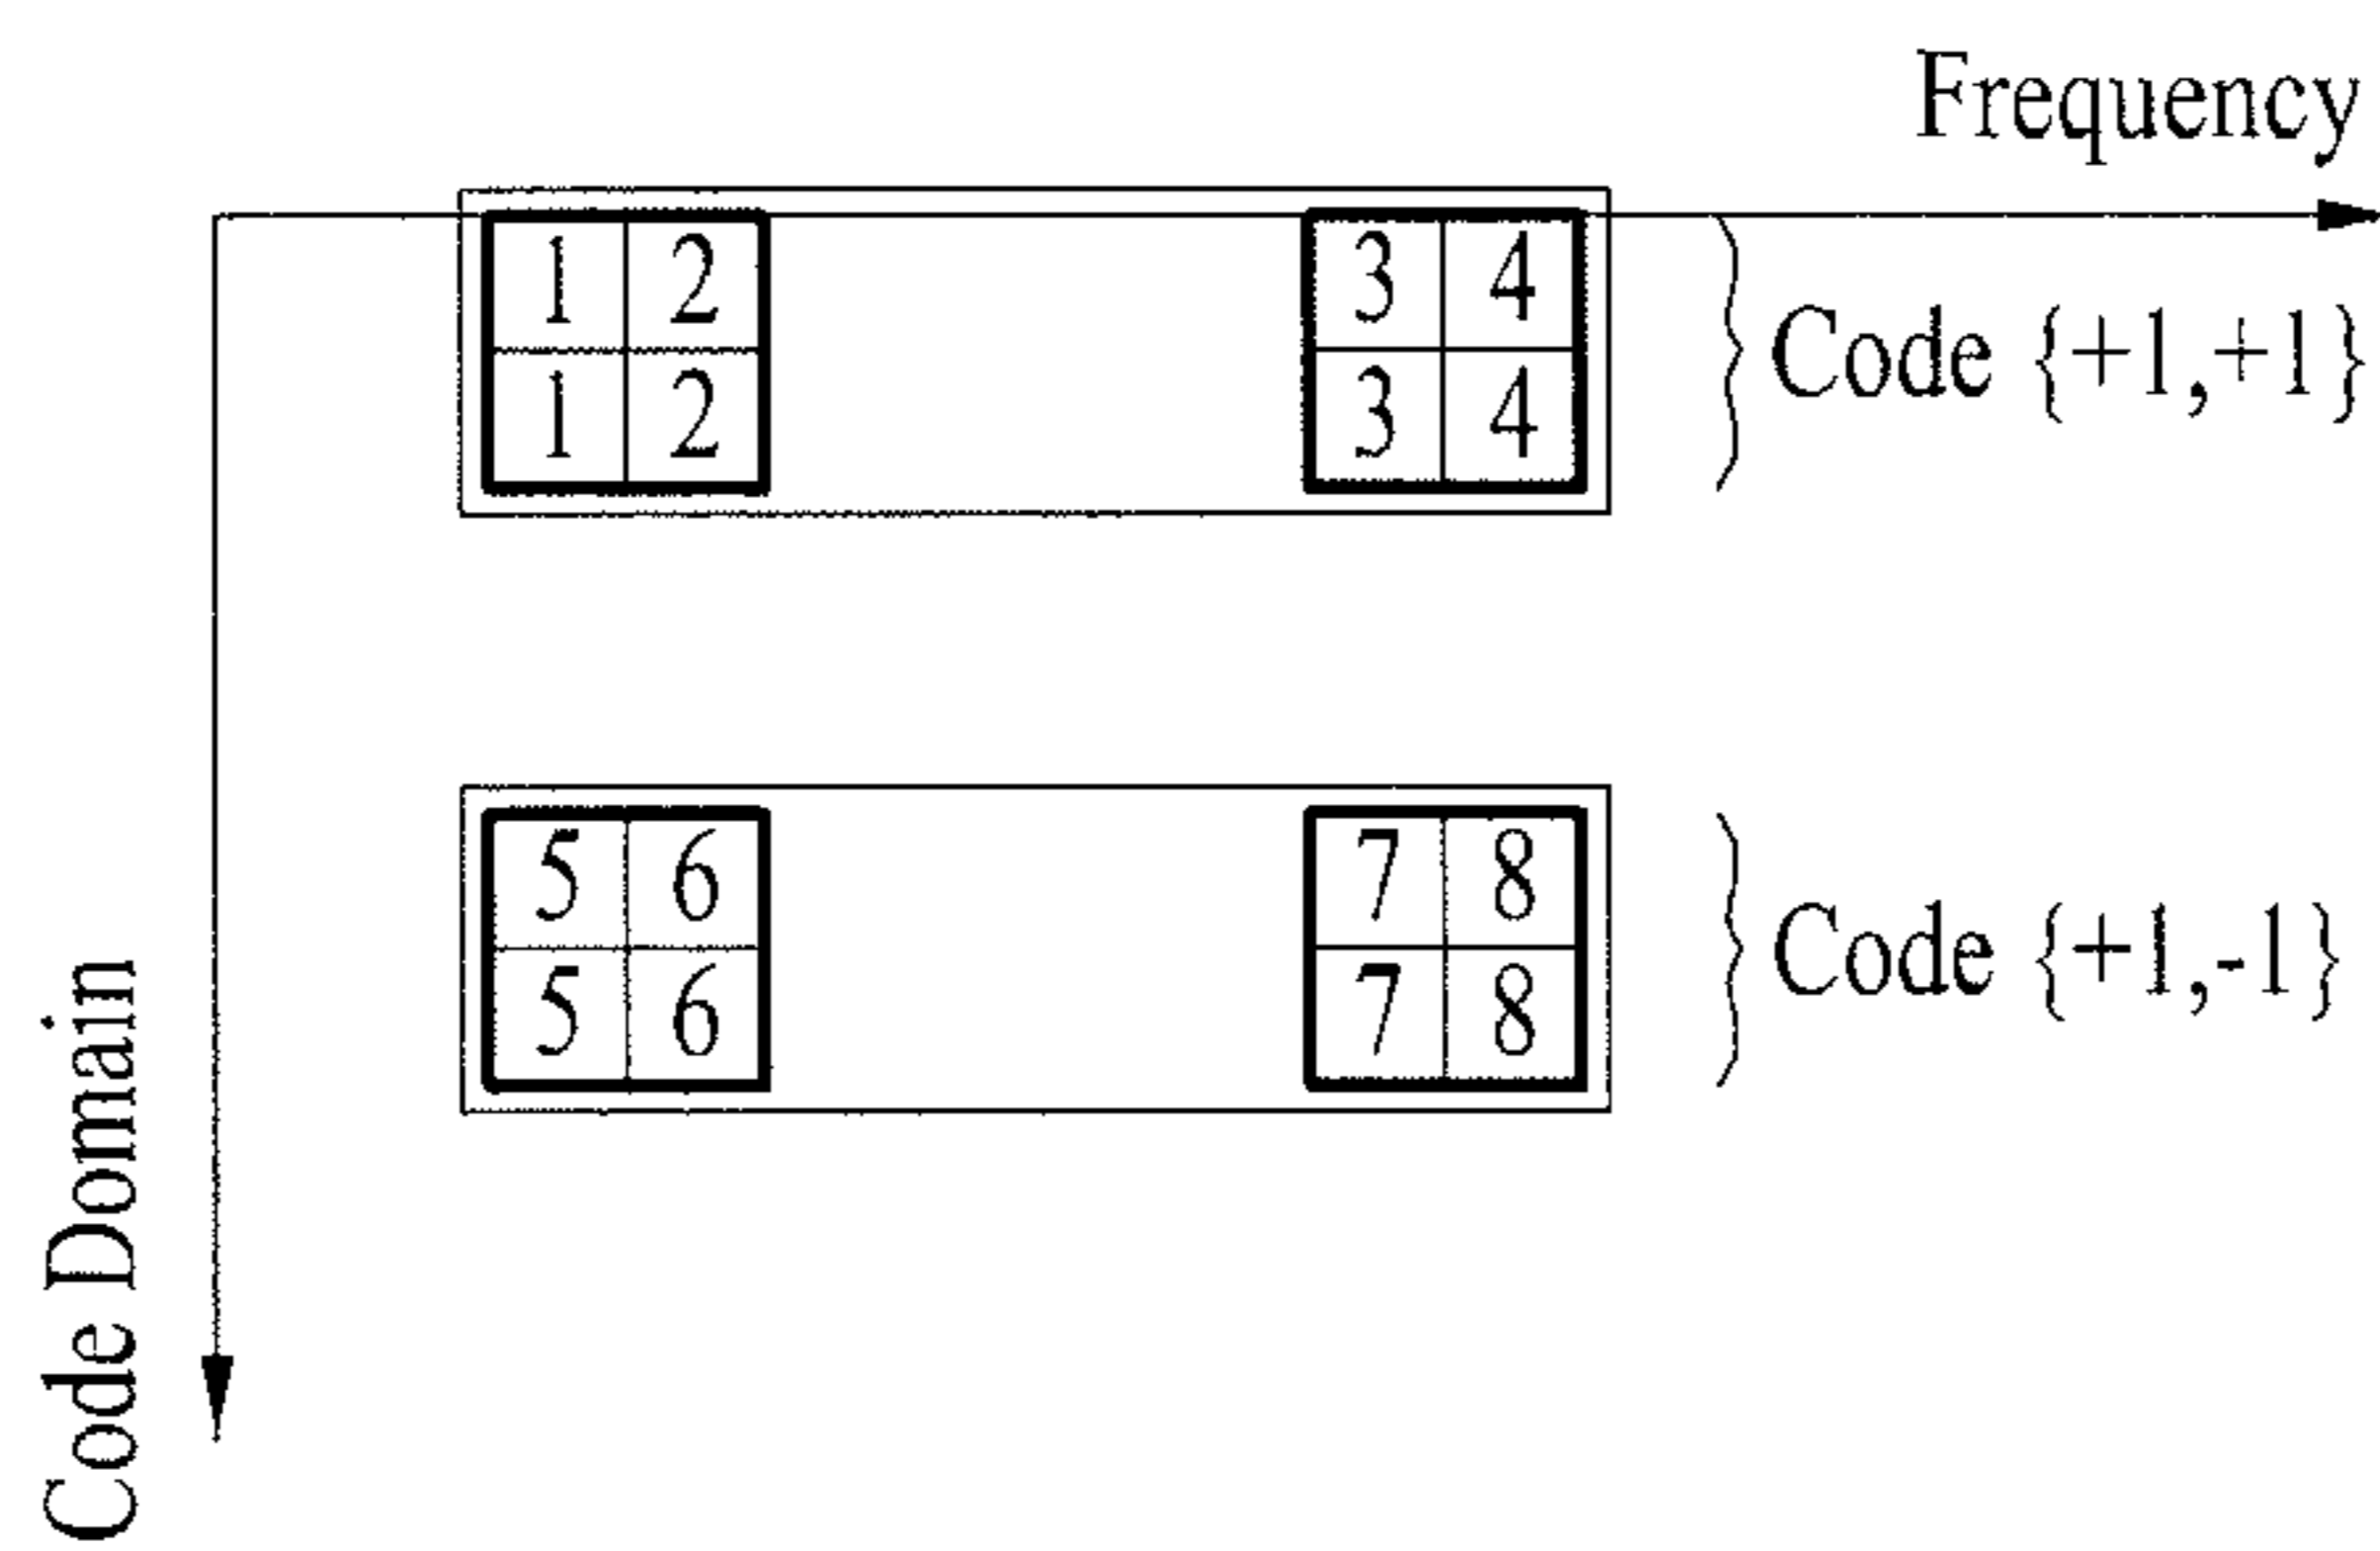 Frequency
1 2 3 4
Code {+1,+1}
1 2 3 4
5 6 7 8
Code {+1,-1}
5 6 7 8
Code Domain